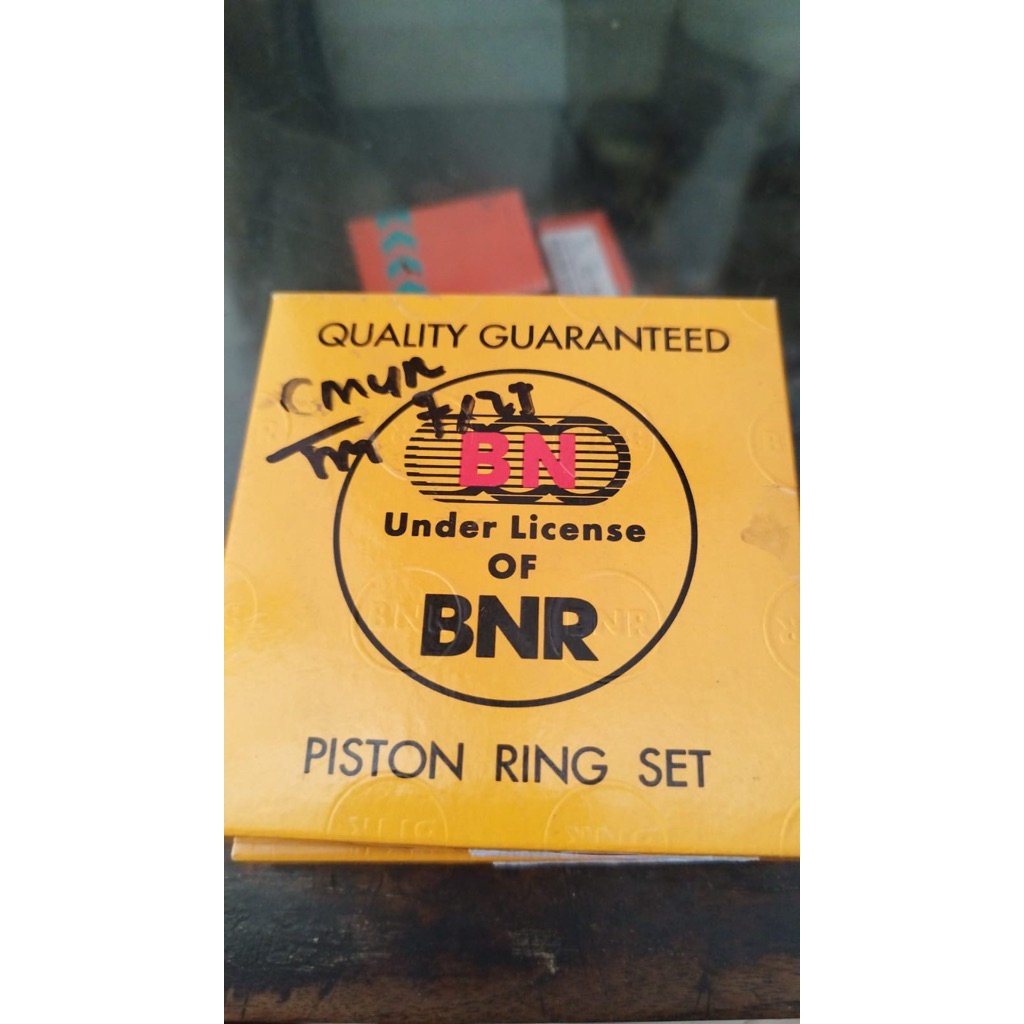 QUALITY GUARANTEED
BN
Under License
OF
BNR
PISTON RING SET